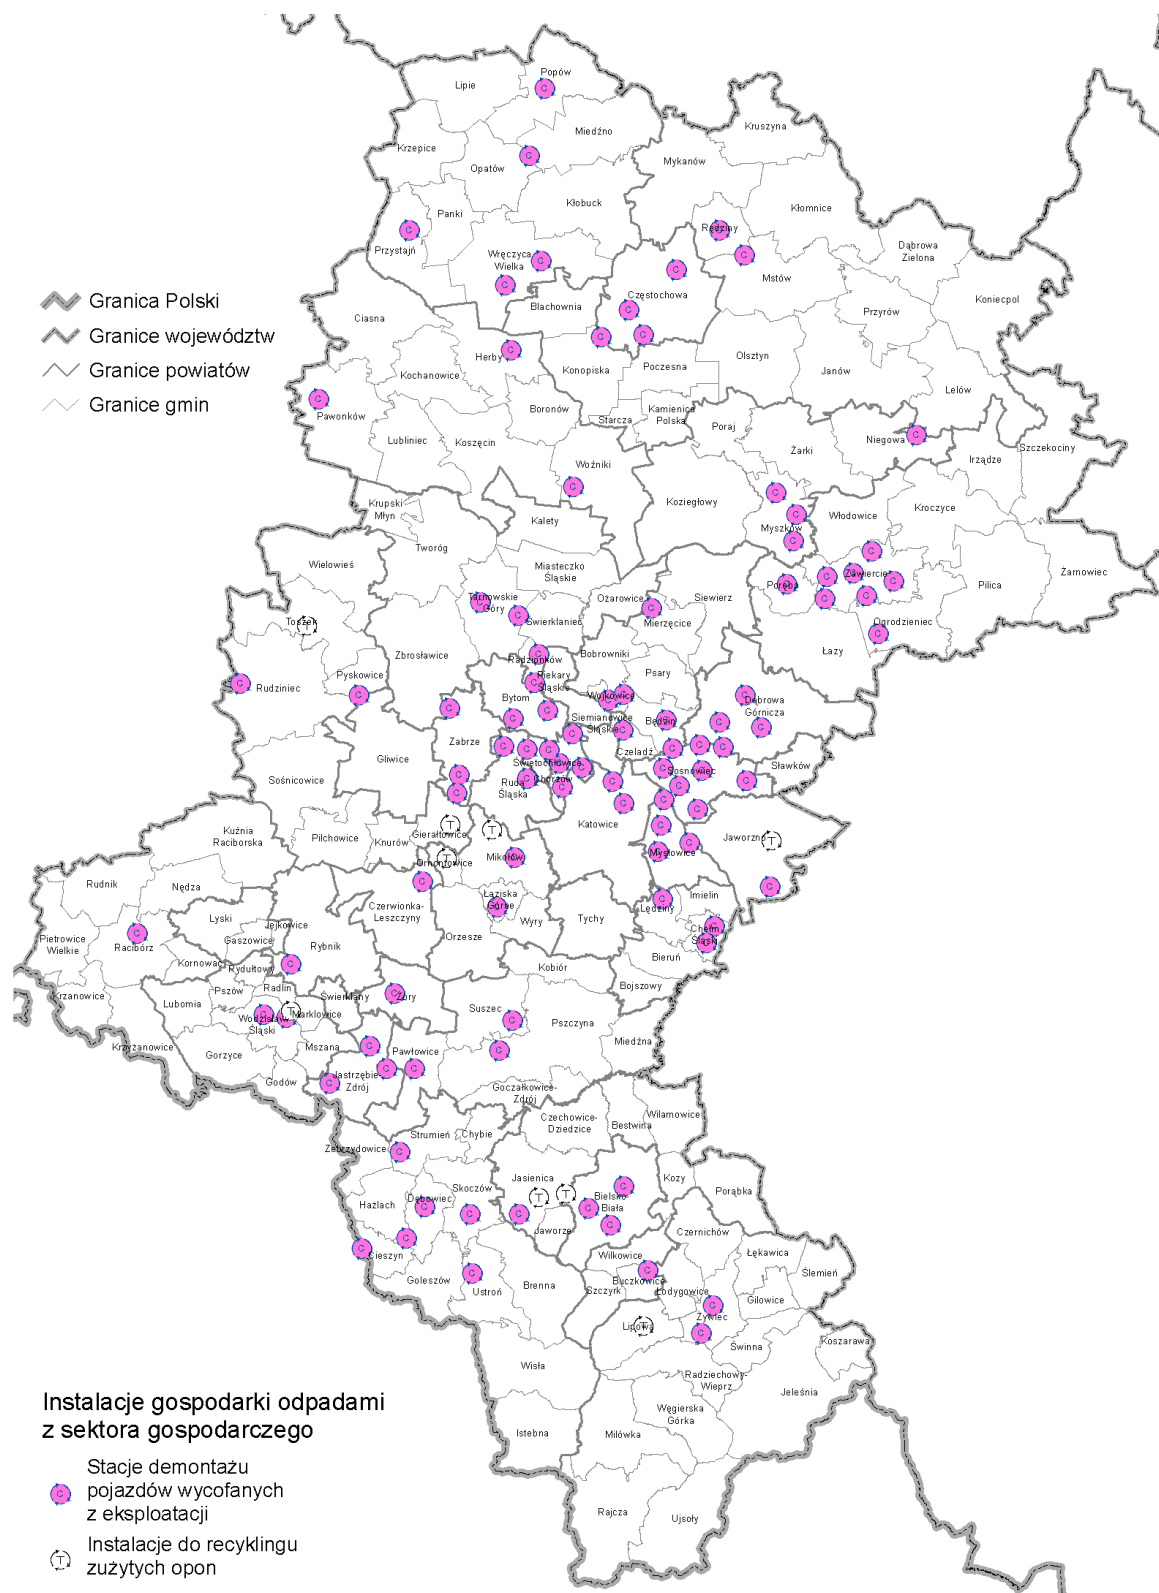 Popów
Lipie
Kruszyna
Miedźno
Krzepice
Mykanów
Opatów
Kłobuck
Kłomnice
Panki
Rędziny
Przystajń
Dąbrowa
Zielona
Wręczyca
Wielka
Mstów
Koniecpol
Częstochowa
Granica Polski
Blachownia
Przyrów
Ciasna
Granice województw
Herby
Olsztyn
Konopiska
Poczesna
Janów
Granice powiatów
Kochanowice
Lelów
Granice gmin
Pawonków
Boronów
Kamienica
Polska
Starcza
Poraj
Lubliniec
Koszęcin
Niegowa
Szczekociny
Żarki
Irządze
Woźniki
Koziegłowy
Krupski
Młyn
Kalety
Włodowice
Kroczyce
Myszków
Tworóg
Wielowieś
Miasteczko
Śląskie
Żarnowiec
Zawiercie
Poręba
Pilica
Tarnowskie
Góry
Ożarowice
Siewierz
Świerklaniec
Mierzęcice
Toszek
Ogrodzieniec
Łazy
Zbrosławice
Radzionków
Bobrowniki
Psary
Pyskowice
Rudziniec
Piekary
Śląskie
Bytom
Wojkowice
Dąbrowa
Górnicza
Siemianowice
Śląskie
Będzin
Zabrze
Czeladź
Gliwice
Świętochłowice
Sławków
Sosnowiec
Sośnicowice
Ruda
Śląska
Chorzów
Katowice
Kuźnia
Raciborska
Pilchowice
Knurów
Gierałtowice
Jaworzno
Mikołów
Mysłowice
Ornontowice
Rudnik
Nędza
Łaziska
Górne
Imielin
Czerwionka-
Leszczyny
Lędziny
Lyski
Jejkowice
Wyry
Tychy
Chełm
Śląski
Pietrowice
Wielkie
Racibórz
Gaszowice
Rybnik
Orzesze
Bieruń
Kornowac
Rydułtowy
Kobiór
Bojszowy
Pszów
Radlin
Świerklany
Żory
Krzanowice
Lubomia
Suszec
Marklowice
Wodzisław
Śląski
Pszczyna
Krzyżanowice
Mszana
Miedźna
Gorzyce
Pawłowice
Godów
Jastrzębie-
Zdrój
Goczałkowice-
Zdrój
Czechowice-
Dziedzice
Wilamowice
Bestwina
Strumień
Chybie
Zebrzydowice
Jasienica
Kozy
Porąbka
Skoczów
Hażlach
Dębowiec
Bielsko
Biała
Jaworze
Czernichów
Cieszyn
Wilkowice
Łękawica
Ślemień
Goleszów
Buczkowice
Ustroń
Brenna
Szczyrk
Łodygowice
Gilowice
Żywiec
Lipowa
Koszarawa
Świnna
Wisła
Radziechowy-
Wieprz
Jeleśnia
Instalacje gospodarki odpadami
z sektora gospodarczego
Węgierska
Górka
Istebna
Milówka
Stacje demontażu
pojazdów wycofanych
z eksploatacji
Rajcza
Ujsoły
Instalacje do recyklingu
zużytych opon